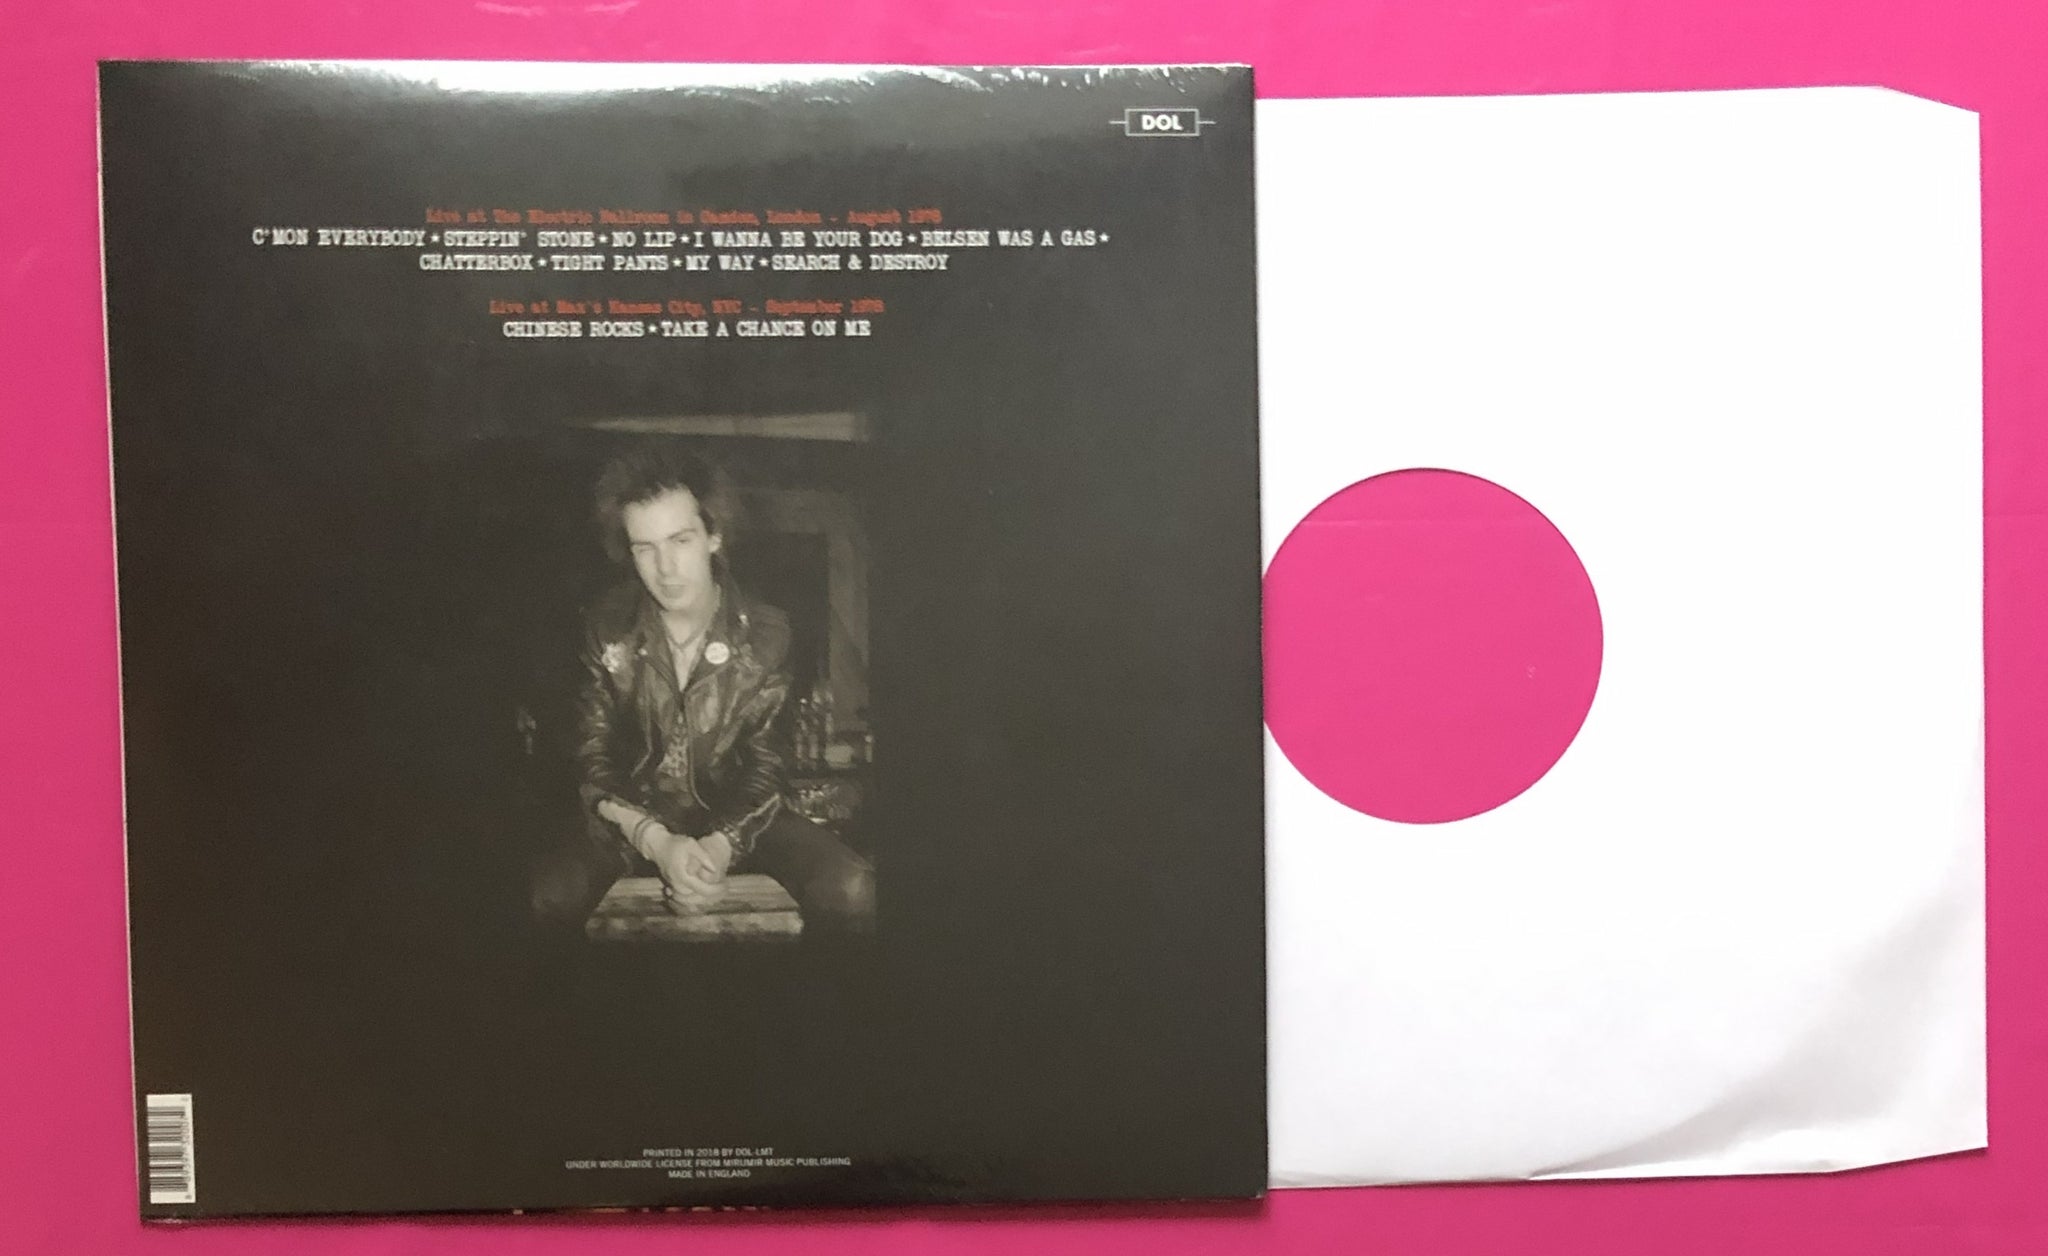 DOL
Live at The Electric Ballroom in Camden, London - August 1978
C'MON EVERYBODY★STEPPIN' STONE★NO LIP★I WANNA BE YOUR DOG★BELSEN WAS A GAS★
CHATTERBOX★TIGHT PANTS★MY WAY★SEARCH & DESTROY
Live at Max's Kansas City, NYC - September 1978
CHINESE ROCKS★TAKE A CHANCE ON ME
PRINTED IN 2018 BY DOL-LMT
UNDER WORLDWIDE LICENSE FROM MIRUMIR MUSIC PUBLISHING
MADE IN ENGLAND